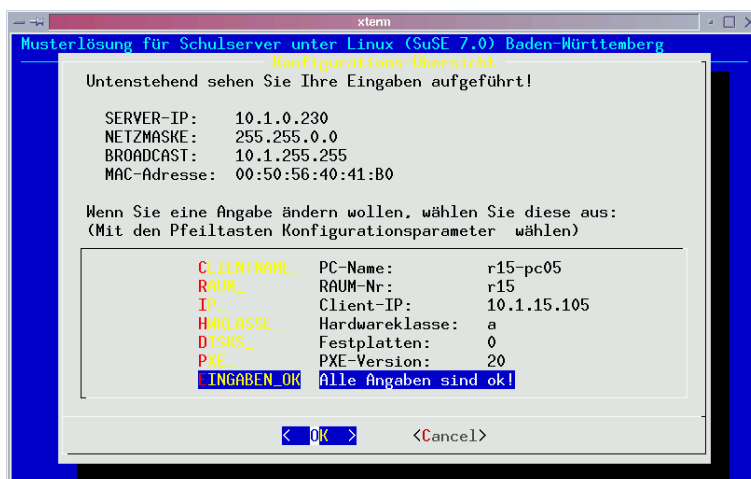 xterm
Musterlösung für Schulserver unter Linux (SuSE 7.0) Baden-Württemberg
Konfigurations-Übersicht
Untenstehend sehen Sie Ihre Eingaben aufgeführt!
SERVER-IP: 10.1.0.230
NETZMASKE: 255.255.0.0
BROADCAST: 10.1.255.255
MAC-Adresse: 00:50:56:40:41:B0
Wenn Sie eine Angabe ändern wollen, wählen Sie diese aus:
(Mit den Pfeiltasten Konfigurationsparameter wählen)
CLIENTNAME_ PC-Name: r15-pc05
RAUM_ RAUM-Nr: r15
IP_ Client-IP: 10.1.15.105
HWKLASSE_ Hardwareklasse: a
DISKS_ Festplatten: 0
PXE_ PXE-Version: 20
EINGABEN_OK Alle Angaben sind ok!
< OK > <Cancel>